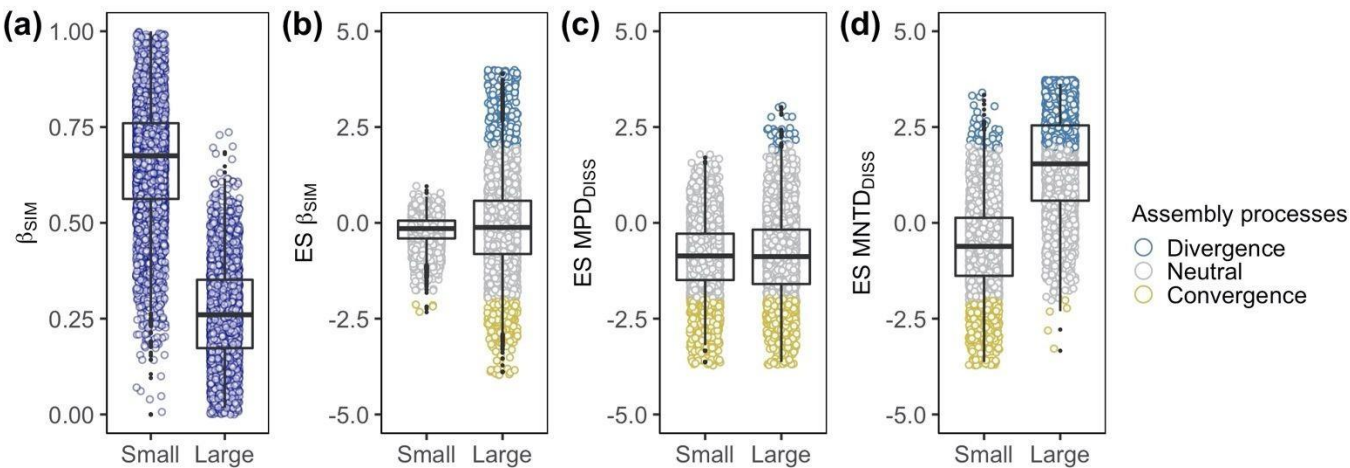 (a)
1.00
0.75
0.50
0.25
0.00
βSIM
Small Large
(b)
5.0
2.5
0.0
-2.5
-5.0
ES βSIM
Small Large
(c)
5.0
2.5
0.0
-2.5
-5.0
ES MPDDISS
Small Large
(d)
5.0
2.5
0.0
-2.5
-5.0
ES MNTDDISS
Small Large
Assembly processes
Divergence
Neutral
Convergence